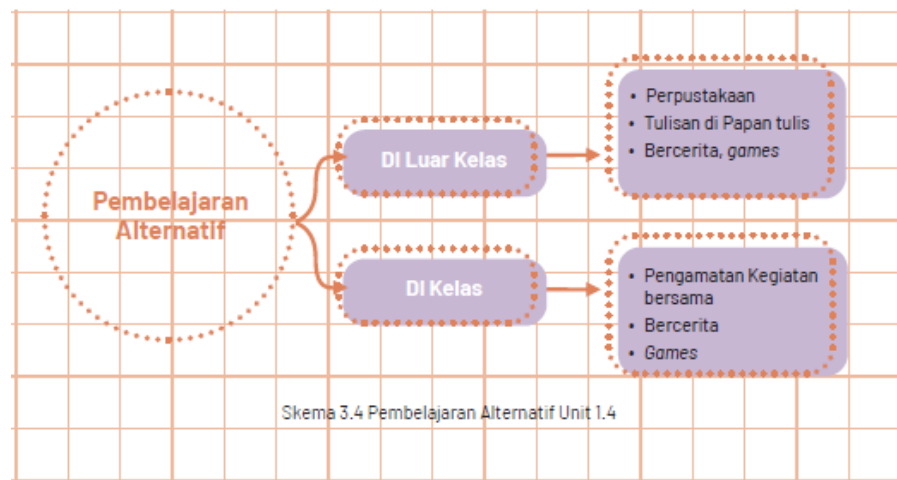 Pembelajaran
Alternatif
DI Luar Kelas
• Perpustakaan
• Tulisan di Papan tulis
• Bercerita, games
DI Kelas
• Pengamatan Kegiatan
bersama
• Bercerita
• Games
Skema 3.4 Pembelajaran Alternatif Unit 1.4